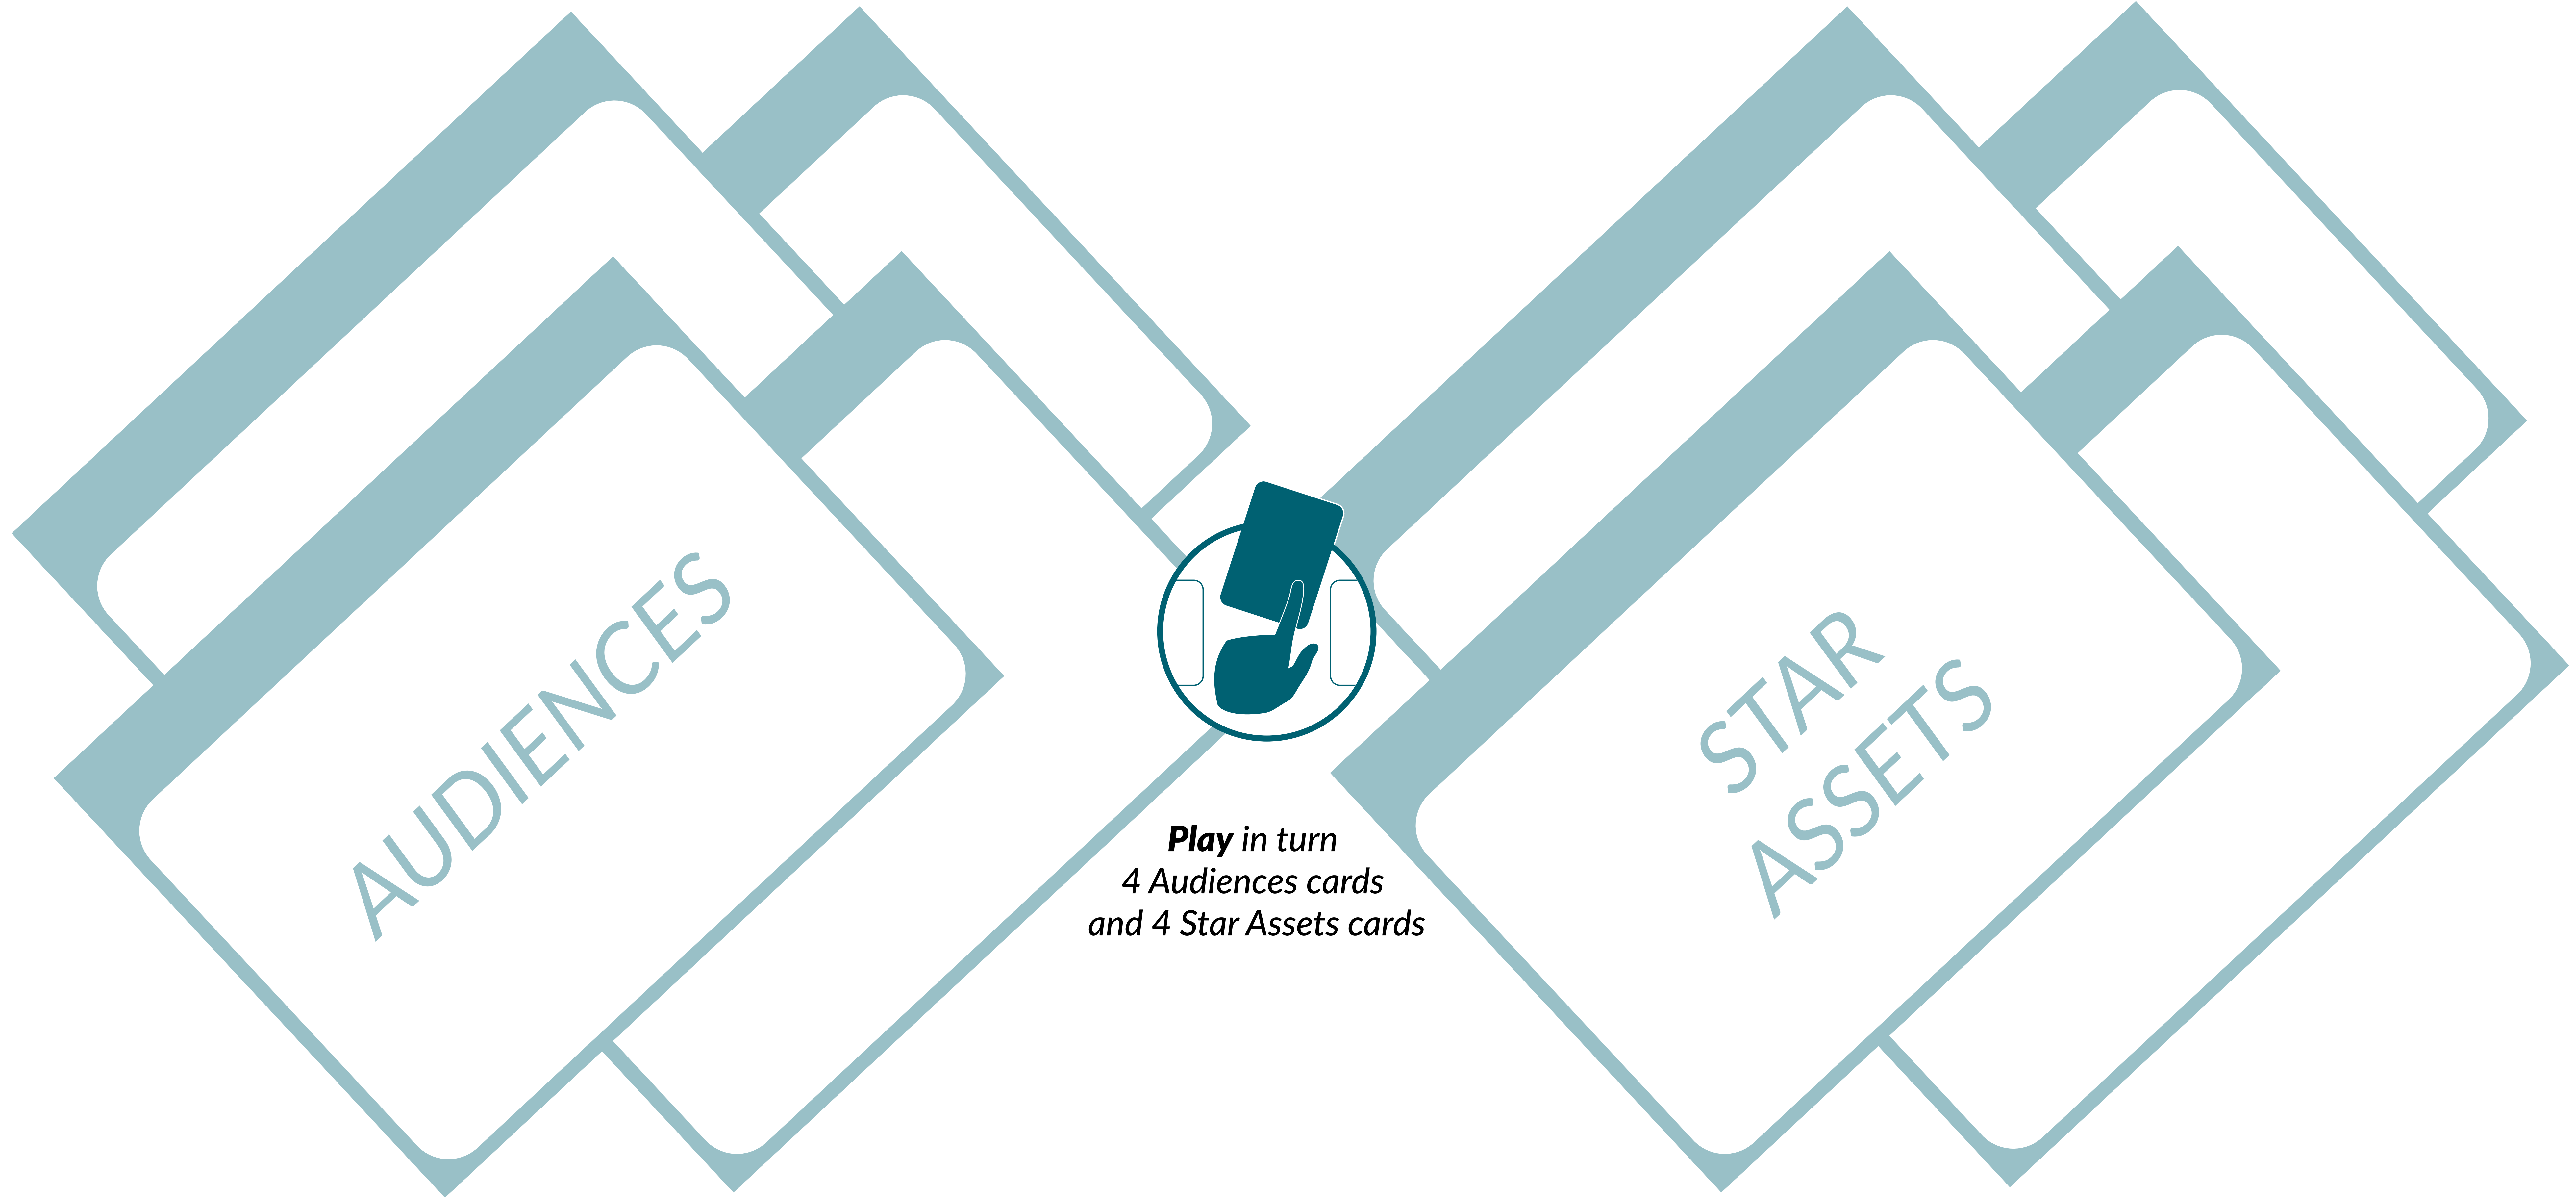 AUDIENCES
STAR
ASSETS
Play in turn
4 Audiences cards
and 4 Star Assets cards